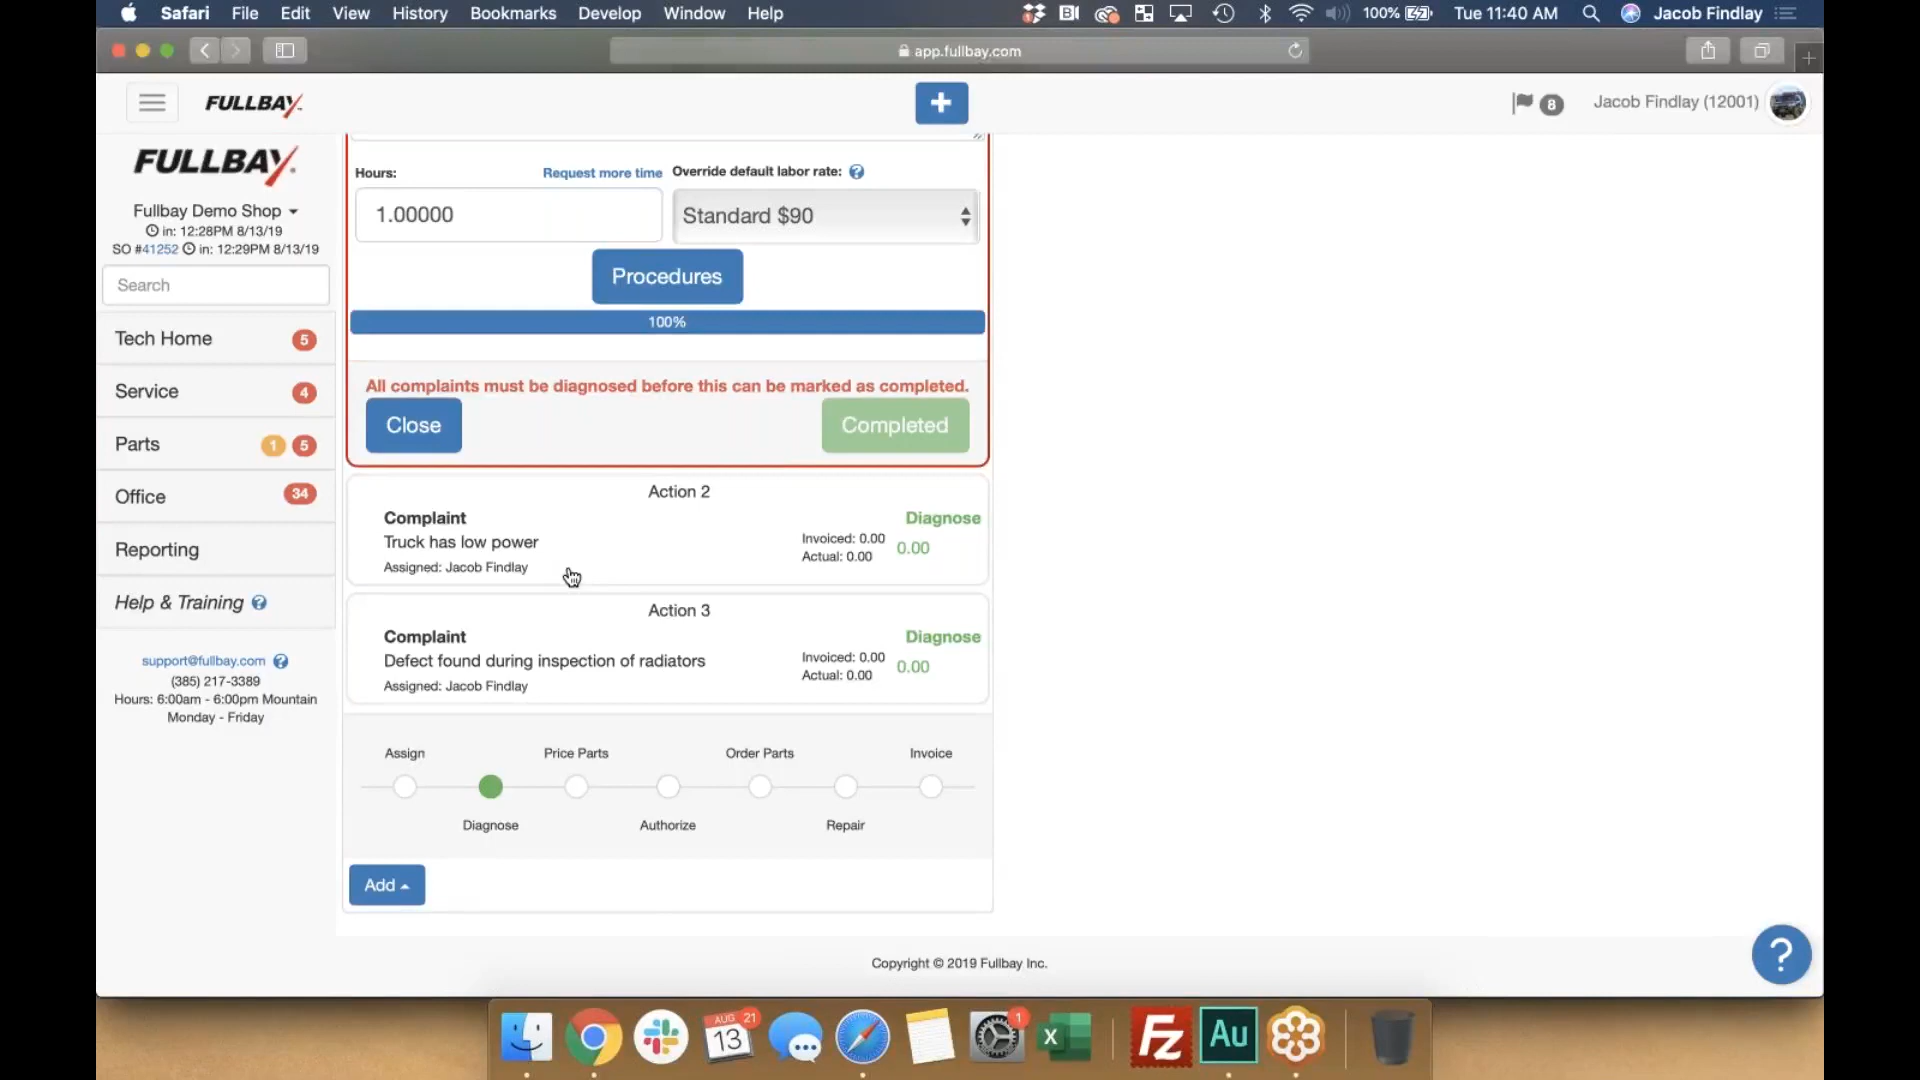 Safari File Edit View History Bookmarks Develop Window Help
100% Tue 11:40 AM Jacob Findlay
app.fullbay.com
FULLBAY
8 Jacob Findlay (12001)
FULLBAY
Fullbay Demo Shop
in: 12:28PM 8/13/19
SO #41252 in: 12:29PM 8/13/19
Search
Tech Home 5
Service 4
Parts 1 5
Office 34
Reporting
Help & Training ?
support@fullbay.com ?
(385) 217-3389
Hours: 6:00am - 6:00pm Mountain
Monday - Friday
Hours: Request more time Override default labor rate: ?
1.00000 Standard $90
Procedures
100%
All complaints must be diagnosed before this can be marked as completed.
Close Completed
Action 2
Complaint Diagnose
Truck has low power Invoiced: 0.00 0.00
Actual: 0.00
Assigned: Jacob Findlay
Action 3
Complaint Diagnose
Defect found during inspection of radiators Invoiced: 0.00 0.00
Actual: 0.00
Assigned: Jacob Findlay
Assign Price Parts Order Parts Invoice
Diagnose Authorize Repair
Add
Copyright © 2019 Fullbay Inc.
?
AUG 21
13
1
X
Fz
Au